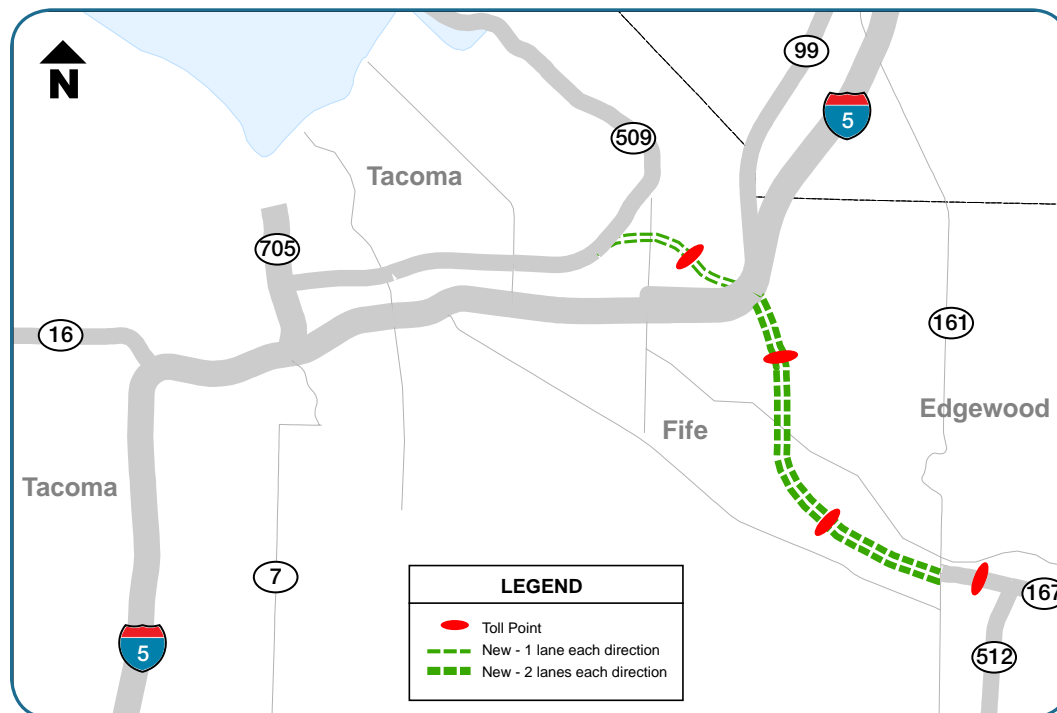 N
99
5
509
Tacoma
705
16
161
Edgewood
Fife
Tacoma
7
167
5
512
LEGEND
Toll Point
New - 1 lane each direction
New - 2 lanes each direction